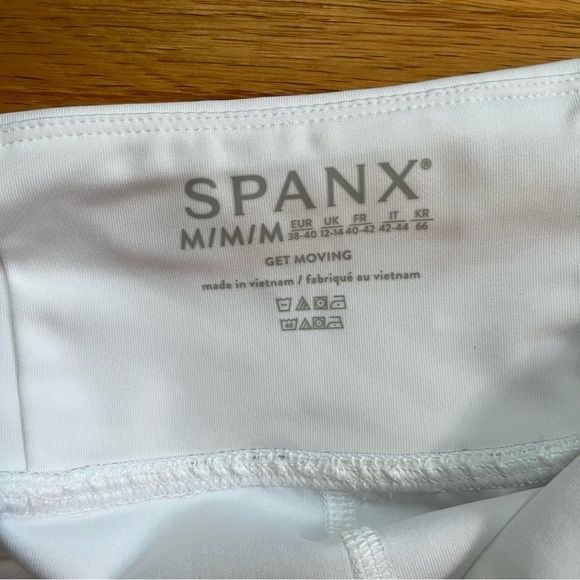 SPANX®
M/M/M EUR UK FR IT KR
38-40 12-14 40-42 42-44 66
GET MOVING
made in vietnam / fabriqué au vietnam
40